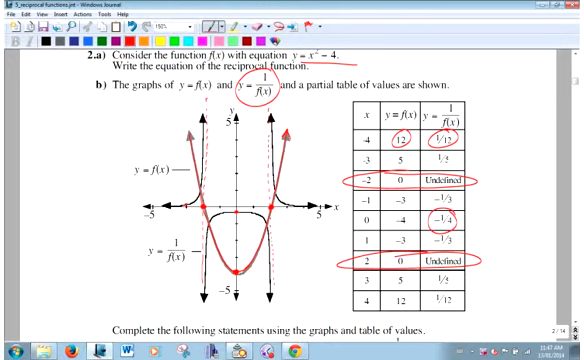 5_reciprocal functions.jnt - Windows Journal
File Edit View Insert Actions Tools Help
150%
2.a) Consider the function f(x) with equation y = x² − 4.
Write the equation of the reciprocal function.
b) The graphs of y = f(x) and y = 1/f(x) and a partial table of values are shown.
x y = f(x) y = 1/f(x)
-4 12 1/12
-3 5 1/5
-2 0 Undefined
-1 -3 -1/3
0 -4 -1/4
1 -3 -1/3
2 0 Undefined
3 5 1/5
4 12 1/12
y
5
y = f(x)
-5
5
x
y = 1/f(x)
-5
Complete the following statements using the graphs and table of values.
2 / 14
11:47 AM
13/01/2016